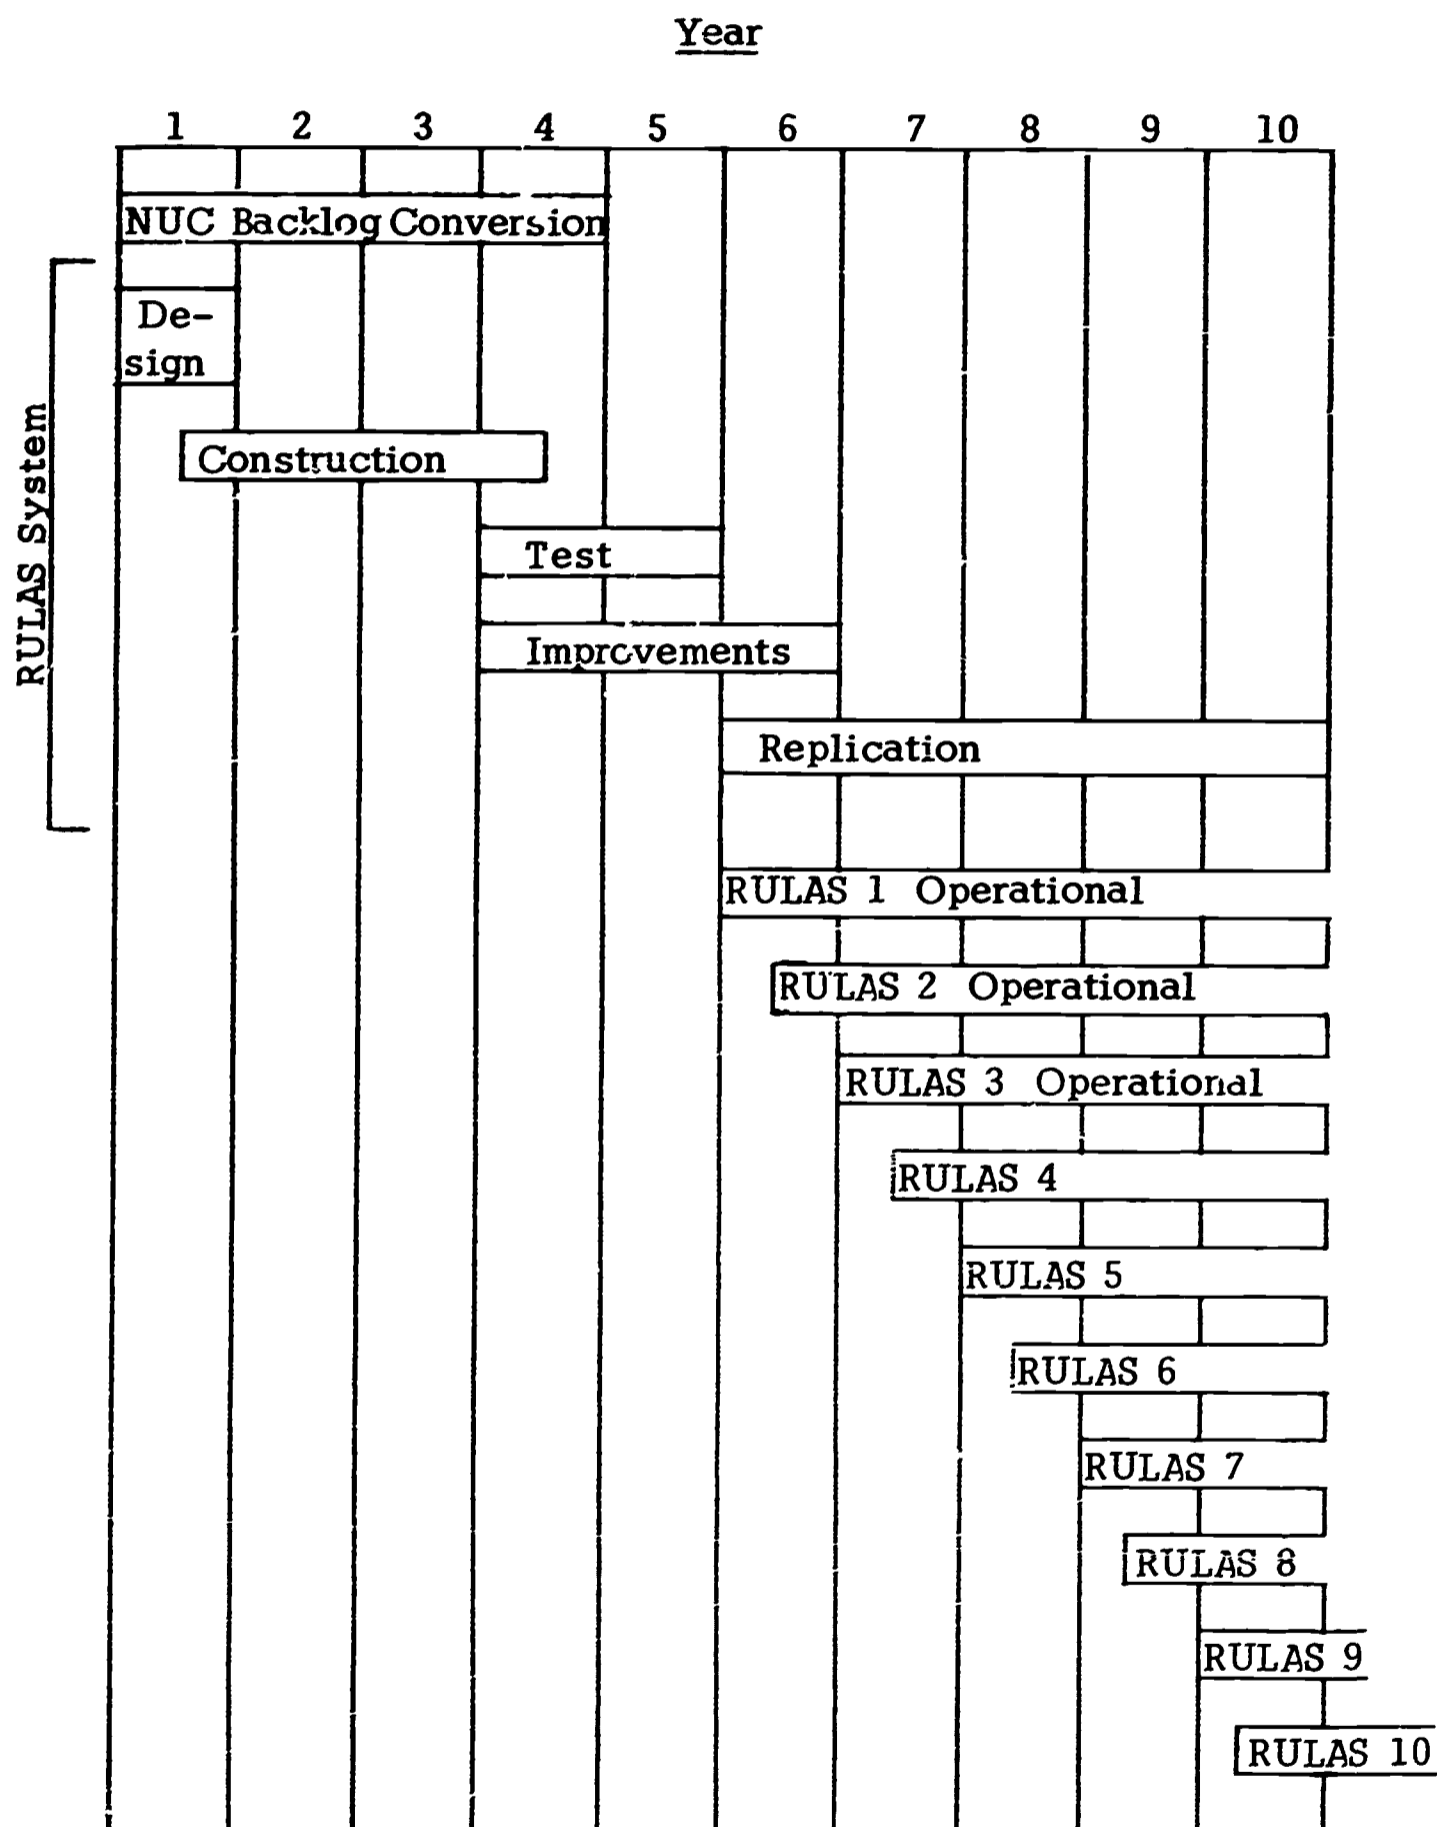 Year
1 2 3 4 5 6 7 8 9 10
NUC Backlog Conversion
De-
sign
RULAS System
Construction
Test
Improvements
Replication
RULAS 1 Operational
RULAS 2 Operational
RULAS 3 Operational
RULAS 4
RULAS 5
RULAS 6
RULAS 7
RULAS 8
RULAS 9
RULAS 10